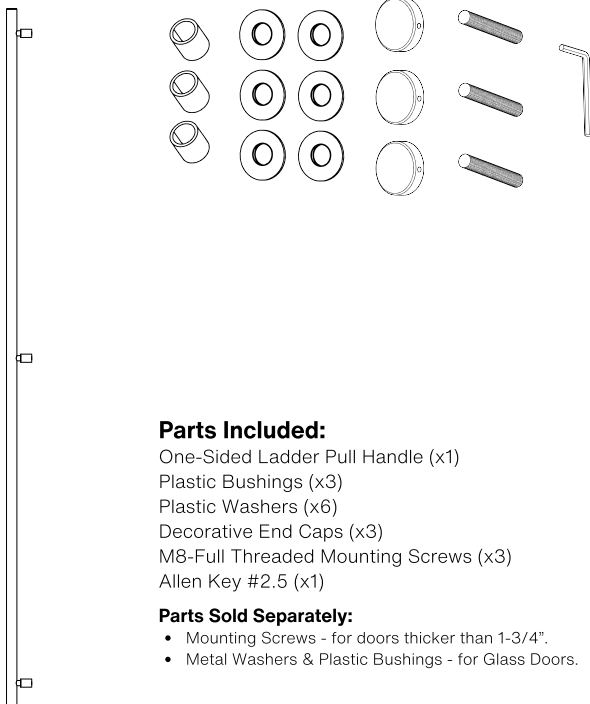 Parts Included:
One-Sided Ladder Pull Handle (x1)
Plastic Bushings (x3)
Plastic Washers (x6)
Decorative End Caps (x3)
M8-Full Threaded Mounting Screws (x3)
Allen Key #2.5 (x1)
Parts Sold Separately:
• Mounting Screws - for doors thicker than 1-3/4”.
• Metal Washers & Plastic Bushings - for Glass Doors.